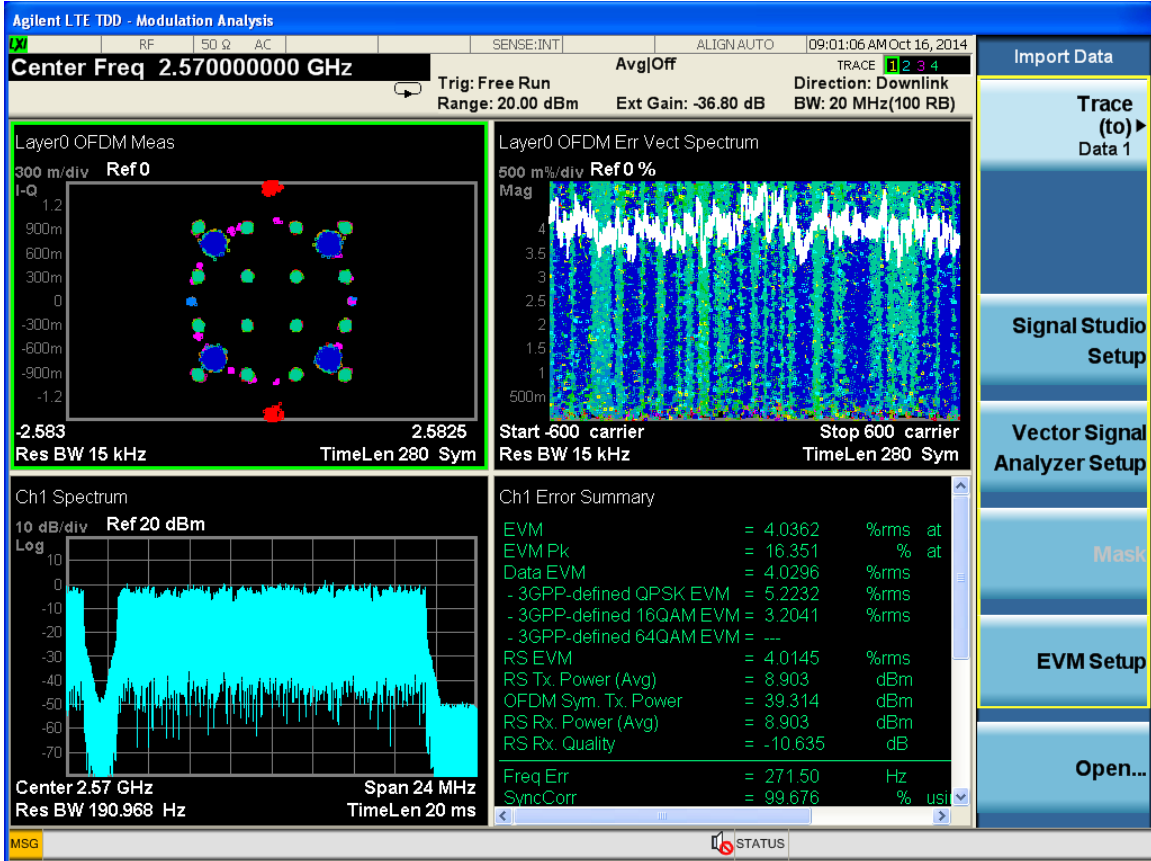 Agilent LTE TDD - Modulation Analysis
LXI RF 50 Ω AC SENSE:INT ALIGN AUTO 09:01:06 AM Oct 16, 2014
Center Freq 2.570000000 GHz
Trig: Free Run
Range: 20.00 dBm
Avg|Off
Ext Gain: -36.80 dB
TRACE 1 2 3 4
Direction: Downlink
BW: 20 MHz(100 RB)
Layer0 OFDM Meas
300 m/div Ref 0
I-Q
1.2
900m
600m
300m
0
-300m
-600m
-900m
-1.2
-2.583 2.5825
Res BW 15 kHz TimeLen 280 Sym
Layer0 OFDM Err Vect Spectrum
500 m%/div Ref 0 %
Mag
4
3.5
3
2.5
2
1.5
1
500m
Start -600 carrier Stop 600 carrier
Res BW 15 kHz TimeLen 280 Sym
Ch1 Spectrum
10 dB/div Ref 20 dBm
Log
10
0
-10
-20
-30
-40
-50
-60
-70
Center 2.57 GHz Span 24 MHz
Res BW 190.968 Hz TimeLen 20 ms
Ch1 Error Summary
EVM = 4.0362 %rms at
EVM Pk = 16.351 % at
Data EVM = 4.0296 %rms
- 3GPP-defined QPSK EVM = 5.2232 %rms
- 3GPP-defined 16QAM EVM = 3.2041 %rms
- 3GPP-defined 64QAM EVM = ---
RS EVM = 4.0145 %rms
RS Tx. Power (Avg) = 8.903 dBm
OFDM Sym. Tx. Power = 39.314 dBm
RS Rx. Power (Avg) = 8.903 dBm
RS Rx. Quality = -10.635 dB
Freq Err = 271.50 Hz
SyncCorr = 99.676 % usi
Import Data
Trace
(to)
Data 1
Signal Studio
Setup
Vector Signal
Analyzer Setup
Mask
EVM Setup
Open...
MSG STATUS